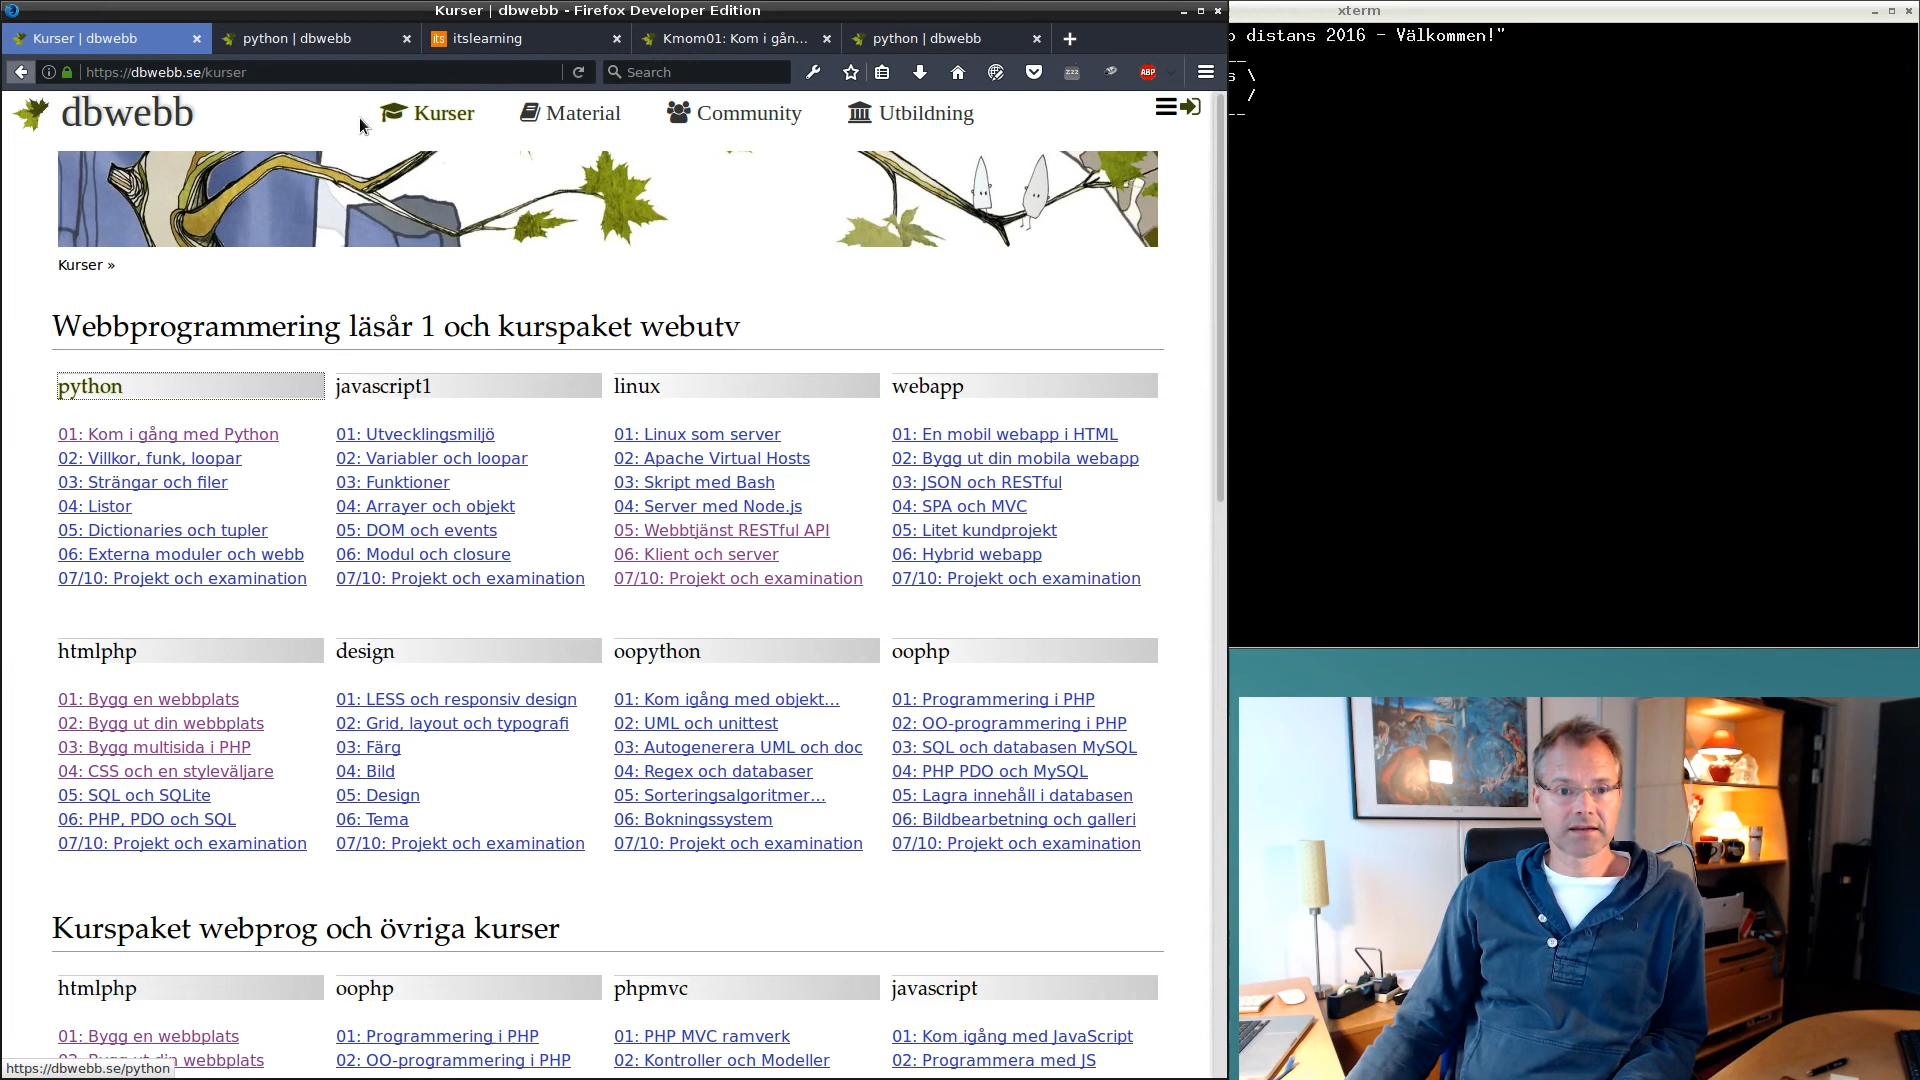 Kurser | dbwebb - Firefox Developer Edition
Kurser | dbwebb
python | dbwebb
its itslearning
Kmom01: Kom i gån...
python | dbwebb
https://dbwebb.se/kurser
Search
zzz
ABP
dbwebb
Kurser
Material
Community
Utbildning
Kurser »
Webbprogrammering läsår 1 och kurspaket webutv
python
01: Kom i gång med Python
02: Villkor, funk, loopar
03: Strängar och filer
04: Listor
05: Dictionaries och tupler
06: Externa moduler och webb
07/10: Projekt och examination
javascript1
01: Utvecklingsmiljö
02: Variabler och loopar
03: Funktioner
04: Arrayer och objekt
05: DOM och events
06: Modul och closure
07/10: Projekt och examination
linux
01: Linux som server
02: Apache Virtual Hosts
03: Skript med Bash
04: Server med Node.js
05: Webbtjänst RESTful API
06: Klient och server
07/10: Projekt och examination
webapp
01: En mobil webapp i HTML
02: Bygg ut din mobila webapp
03: JSON och RESTful
04: SPA och MVC
05: Litet kundprojekt
06: Hybrid webapp
07/10: Projekt och examination
htmlphp
01: Bygg en webbplats
02: Bygg ut din webbplats
03: Bygg multisida i PHP
04: CSS och en styleväljare
05: SQL och SQLite
06: PHP, PDO och SQL
07/10: Projekt och examination
design
01: LESS och responsiv design
02: Grid, layout och typografi
03: Färg
04: Bild
05: Design
06: Tema
07/10: Projekt och examination
oopython
01: Kom igång med objekt...
02: UML och unittest
03: Autogenerera UML och doc
04: Regex och databaser
05: Sorteringsalgoritmer...
06: Bokningssystem
07/10: Projekt och examination
oophp
01: Programmering i PHP
02: OO-programmering i PHP
03: SQL och databasen MySQL
04: PHP PDO och MySQL
05: Lagra innehåll i databasen
06: Bildbearbetning och galleri
07/10: Projekt och examination
Kurspaket webprog och övriga kurser
htmlphp
01: Bygg en webbplats
02: Bygg ut din webbplats
oophp
01: Programmering i PHP
02: OO-programmering i PHP
phpmvc
01: PHP MVC ramverk
02: Kontroller och Modeller
javascript
01: Kom igång med JavaScript
02: Programmera med JS
https://dbwebb.se/python
xterm
distans 2016 - Välkommen!"
__
s \
/
__